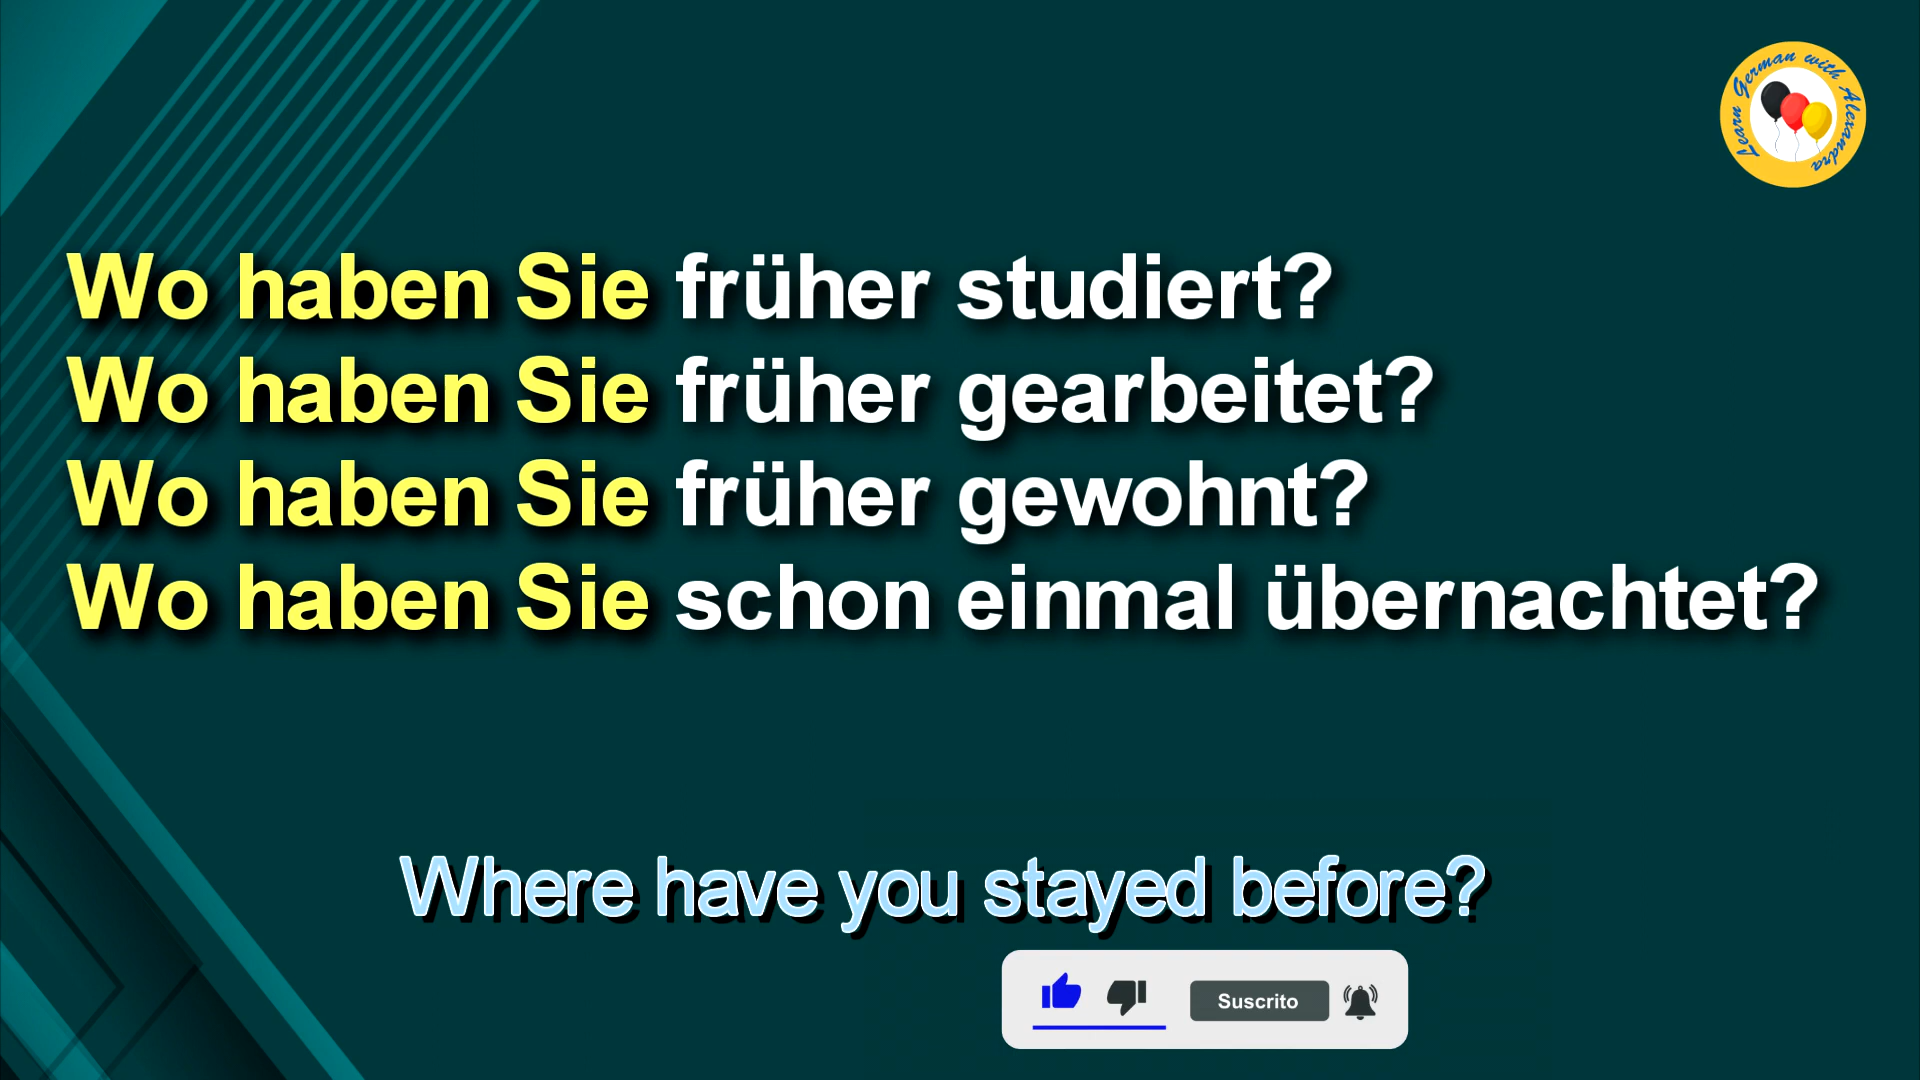 Learn German with Alexandra
Wo haben Sie früher studiert?
Wo haben Sie früher gearbeitet?
Wo haben Sie früher gewohnt?
Wo haben Sie schon einmal übernachtet?
Where have you stayed before?
Suscrito